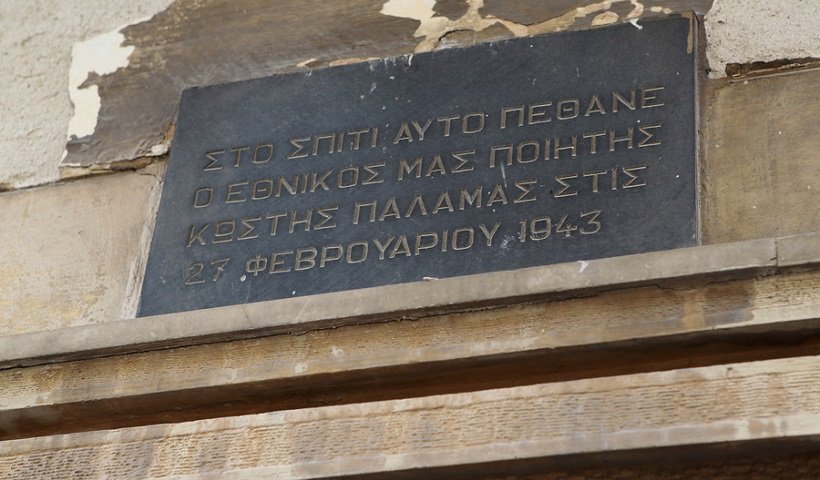 ΣΤΟ ΣΠΙΤΙ ΑΥΤΟ ΠΕΘΑΝΕ
Ο ΕΘΝΙΚΟΣ ΜΑΣ ΠΟΙΗΤΗΣ
ΚΩΣΤΗΣ ΠΑΛΑΜΑΣ ΣΤΙΣ
27 ΦΕΒΡΟΥΑΡΙΟΥ 1943